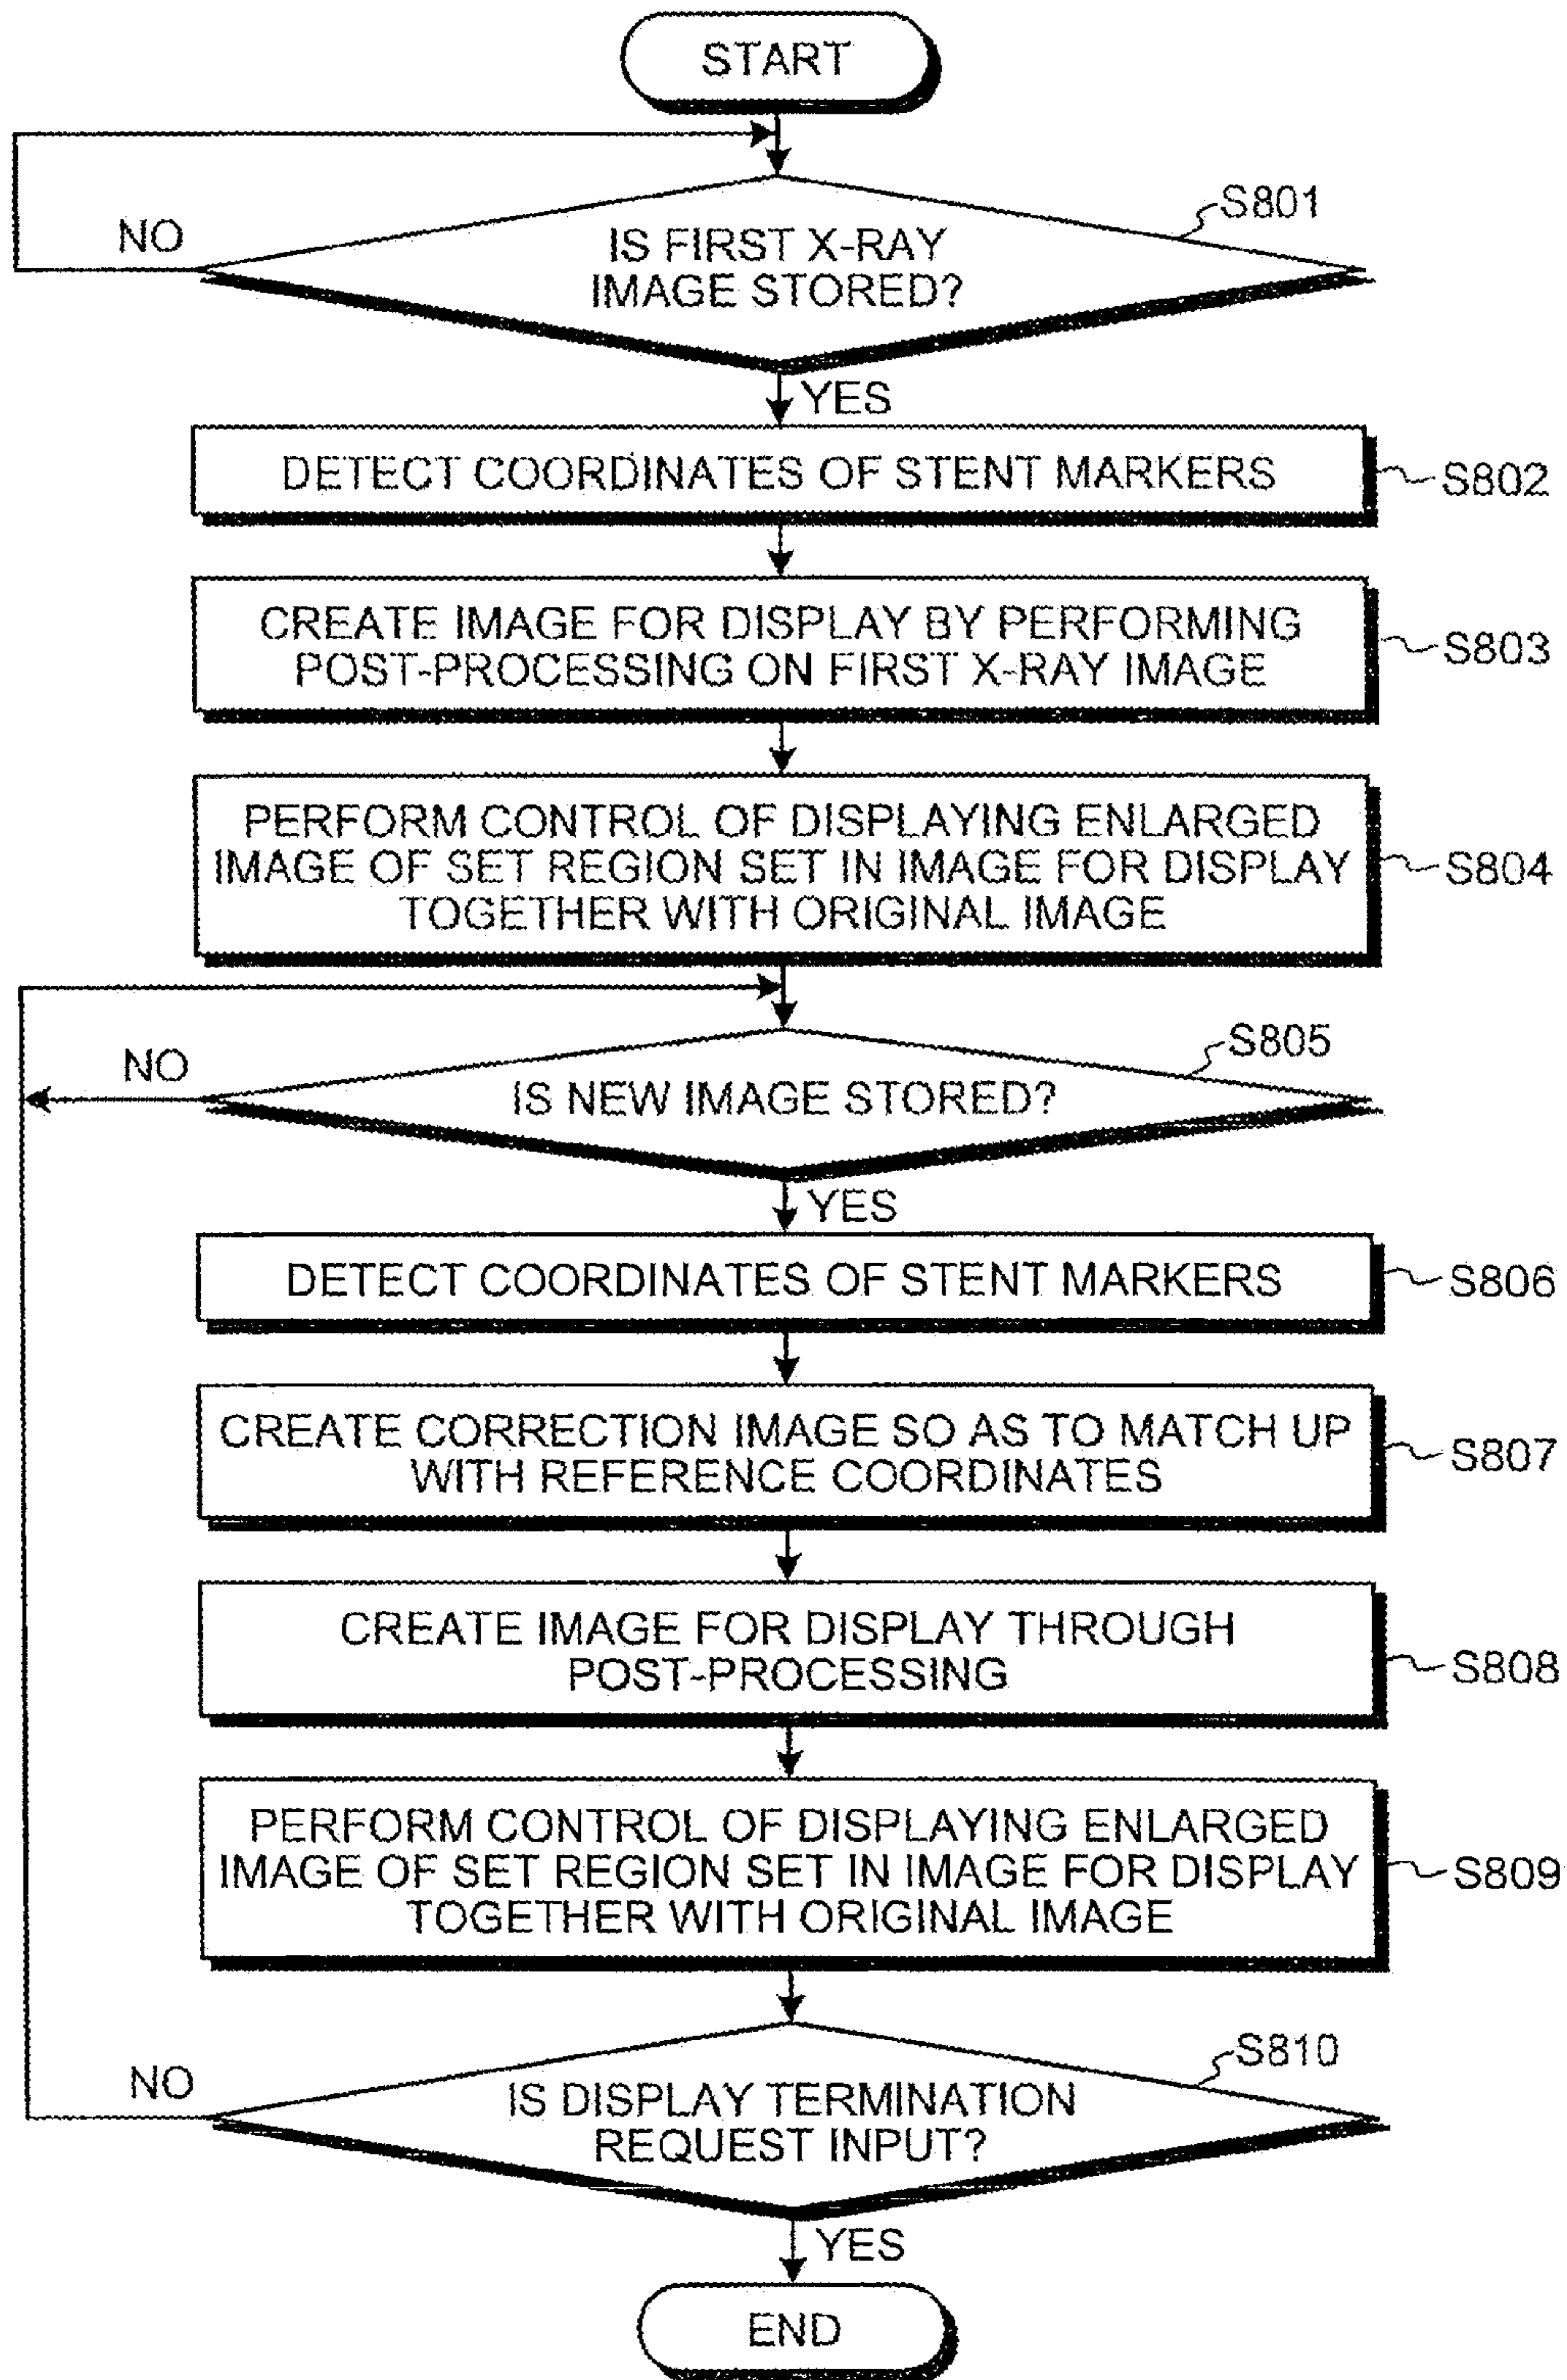 START
NO
S801
IS FIRST X-RAY
IMAGE STORED?
YES
DETECT COORDINATES OF STENT MARKERS
S802
CREATE IMAGE FOR DISPLAY BY PERFORMING
POST-PROCESSING ON FIRST X-RAY IMAGE
S803
PERFORM CONTROL OF DISPLAYING ENLARGED
IMAGE OF SET REGION SET IN IMAGE FOR DISPLAY
TOGETHER WITH ORIGINAL IMAGE
S804
NO
S805
IS NEW IMAGE STORED?
YES
DETECT COORDINATES OF STENT MARKERS
S806
CREATE CORRECTION IMAGE SO AS TO MATCH UP
WITH REFERENCE COORDINATES
S807
CREATE IMAGE FOR DISPLAY THROUGH
POST-PROCESSING
S808
PERFORM CONTROL OF DISPLAYING ENLARGED
IMAGE OF SET REGION SET IN IMAGE FOR DISPLAY
TOGETHER WITH ORIGINAL IMAGE
S809
NO
S810
IS DISPLAY TERMINATION
REQUEST INPUT?
YES
END